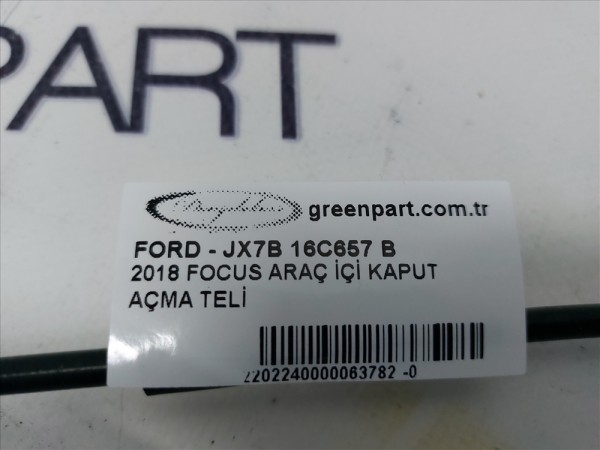 PART
greenpart.com.tr
FORD - JX7B 16C657 B
2018 FOCUS ARAÇ İÇİ KAPUT
AÇMA TELİ
2202240000063782 -0